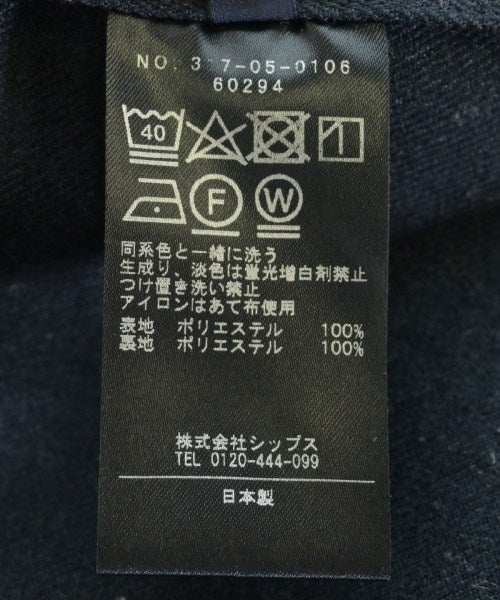 NO. 3 7-05-0106
60294
40
F W
同系色と一緒に洗う
生成り、淡色は蛍光増白剤禁止
つけ置き洗い禁止
アイロンはあて布使用
表地 ポリエステル 100%
裏地 ポリエステル 100%
株式会社シップス
TEL 0120-444-099
日本製